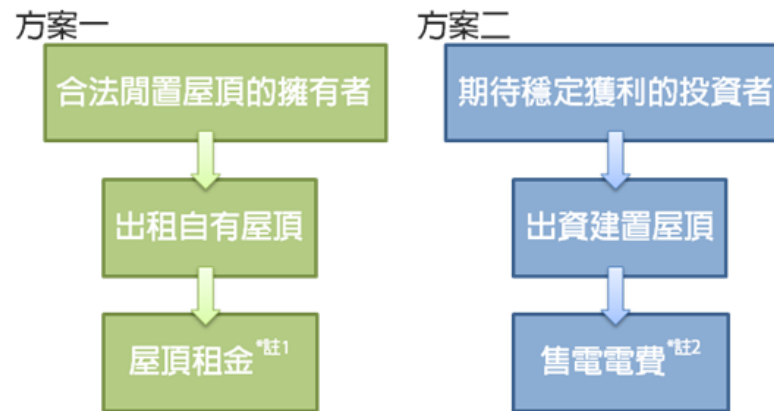 方案一
合法閒置屋頂的擁有者
出租自有屋頂
屋頂租金*註1
方案二
期待穩定獲利的投資者
出資建置屋頂
售電電費*註2